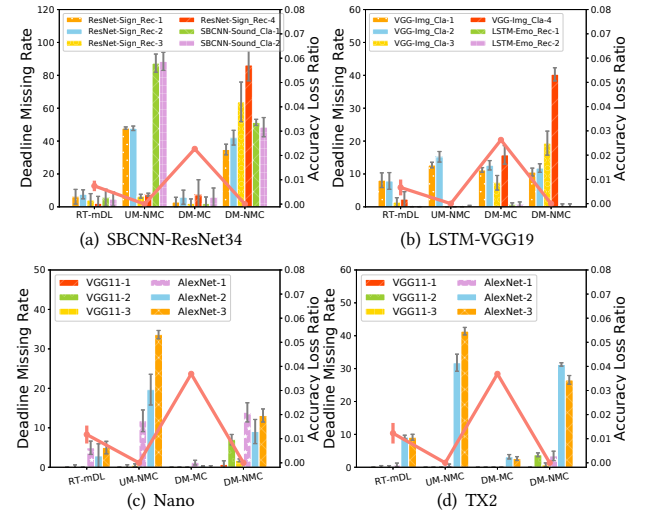 120
100
80
60
40
20
0
Deadline Missing Rate
ResNet-Sign_Rec-1
ResNet-Sign_Rec-2
ResNet-Sign_Rec-3
ResNet-Sign_Rec-4
SBCNN-Sound_Cla-1
SBCNN-Sound_Cla-2
0.08
0.07
0.06
0.05
0.04
0.03
0.02
0.01
0.00
Accuracy Loss Ratio
RT-mDL UM-NMC DM-MC DM-NMC
(a) SBCNN-ResNet34
60
50
40
30
20
10
0
Deadline Missing Rate
VGG-Img_Cla-1
VGG-Img_Cla-2
VGG-Img_Cla-3
VGG-Img_Cla-4
LSTM-Emo_Rec-1
LSTM-Emo_Rec-2
0.08
0.07
0.06
0.05
0.04
0.03
0.02
0.01
0.00
Accuracy Loss Ratio
RT-mDL UM-NMC DM-MC DM-NMC
(b) LSTM-VGG19
50
40
30
20
10
0
Deadline Missing Rate
VGG11-1
VGG11-2
VGG11-3
AlexNet-1
AlexNet-2
AlexNet-3
0.08
0.07
0.06
0.05
0.04
0.03
0.02
0.01
0.00
Accuracy Loss Ratio
RT-mDL UM-NMC DM-MC DM-NMC
(c) Nano
60
50
40
30
20
10
0
Deadline Missing Rate
VGG11-1
VGG11-2
VGG11-3
AlexNet-1
AlexNet-2
AlexNet-3
0.08
0.07
0.06
0.05
0.04
0.03
0.02
0.01
0.00
Accuracy Loss Ratio
RT-mDL UM-NMC DM-MC DM-NMC
(d) TX2